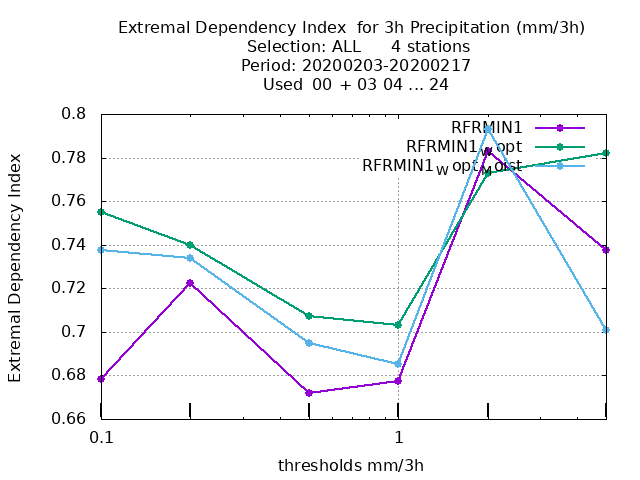 Extremal Dependency Index  for 3h Precipitation (mm/3h)
Selection: ALL      4 stations
Period: 20200203-20200217
Used  00 + 03 04 ... 24
RFRMIN1
RFRMIN1_W opt
RFRMIN1_W opt_M oist
0.8
0.78
0.76
0.74
0.72
0.7
0.68
0.66
Extremal Dependency Index
0.1
1
thresholds mm/3h